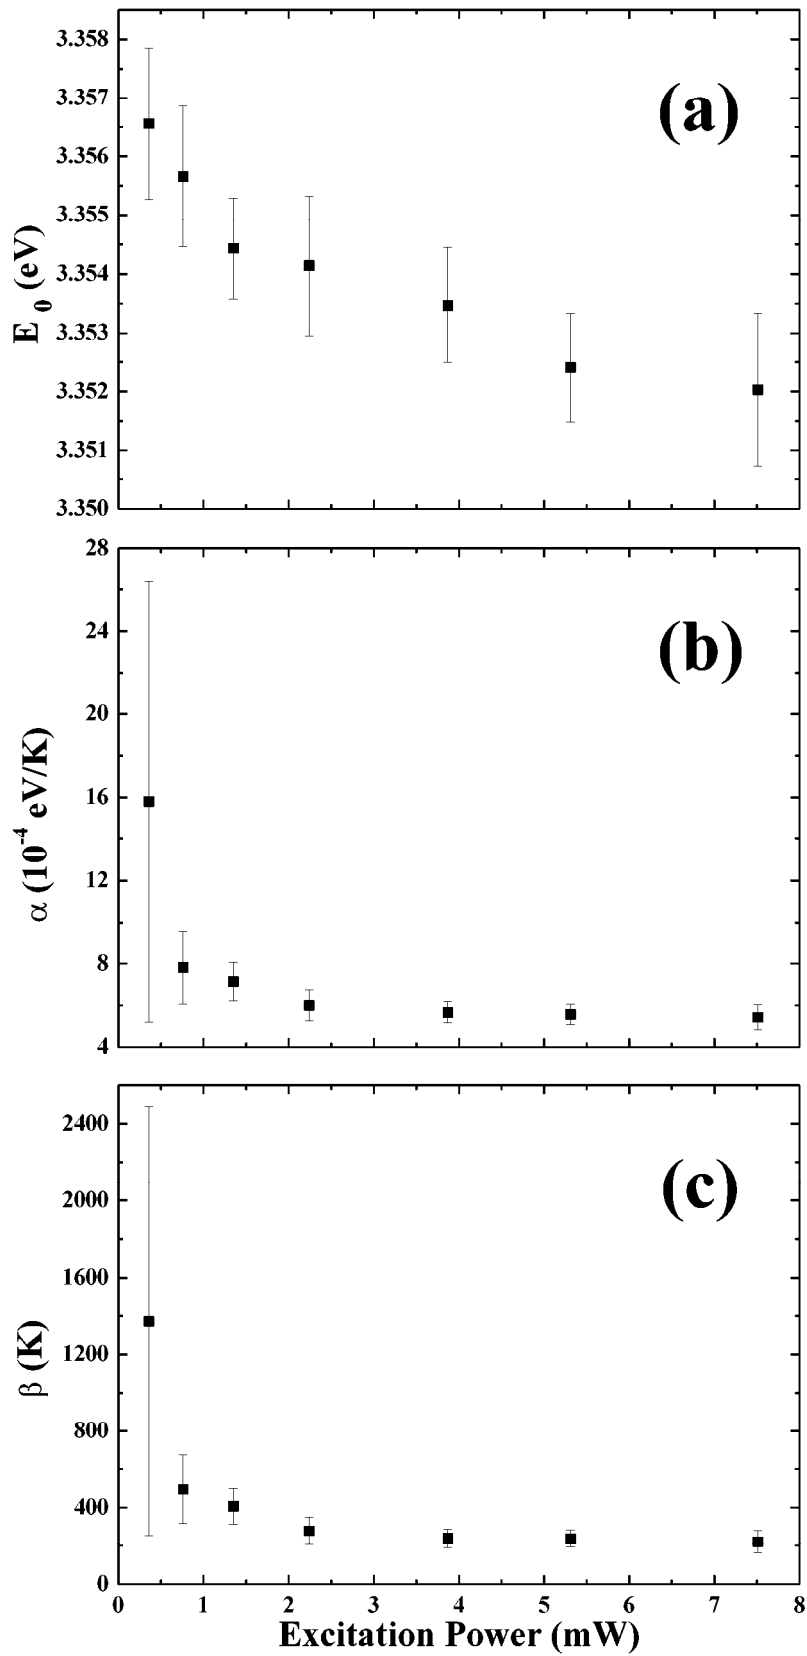 (a)
E 0 (eV)
3.358
3.357
3.356
3.355
3.354
3.353
3.352
3.351
3.350
(b)
α (10-4 eV/K)
28
24
20
16
12
8
4
(c)
β (K)
2400
2000
1600
1200
800
400
0
0 1 2 3 4 5 6 7 8
Excitation Power (mW)